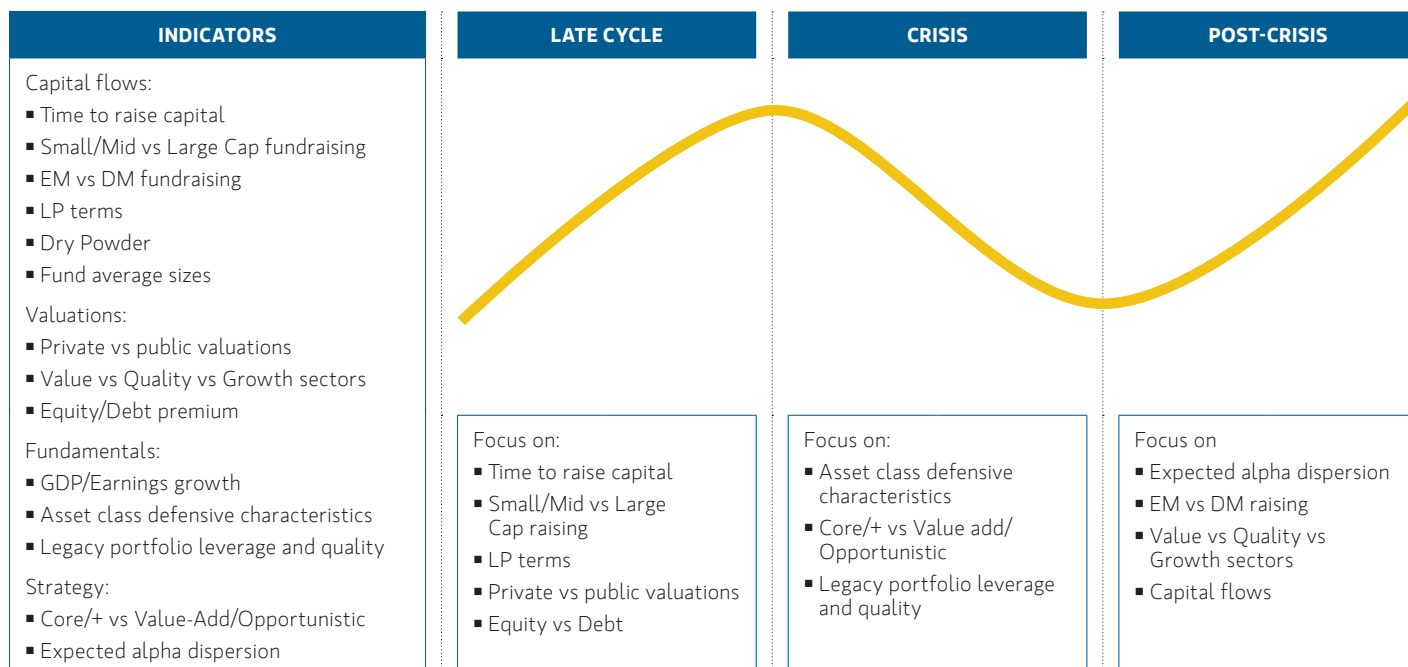 INDICATORS
Capital flows:
▪ Time to raise capital
▪ Small/Mid vs Large Cap fundraising
▪ EM vs DM fundraising
▪ LP terms
▪ Dry Powder
▪ Fund average sizes
Valuations:
▪ Private vs public valuations
▪ Value vs Quality vs Growth sectors
▪ Equity/Debt premium
Fundamentals:
▪ GDP/Earnings growth
▪ Asset class defensive characteristics
▪ Legacy portfolio leverage and quality
Strategy:
▪ Core/+ vs Value-Add/Opportunistic
▪ Expected alpha dispersion
LATE CYCLE
Focus on:
▪ Time to raise capital
▪ Small/Mid vs Large
Cap raising
▪ LP terms
▪ Private vs public valuations
▪ Equity vs Debt
CRISIS
Focus on:
▪ Asset class defensive
characteristics
▪ Core/+ vs Value add/
Opportunistic
▪ Legacy portfolio leverage
and quality
POST-CRISIS
Focus on
▪ Expected alpha dispersion
▪ EM vs DM raising
▪ Value vs Quality vs
Growth sectors
▪ Capital flows